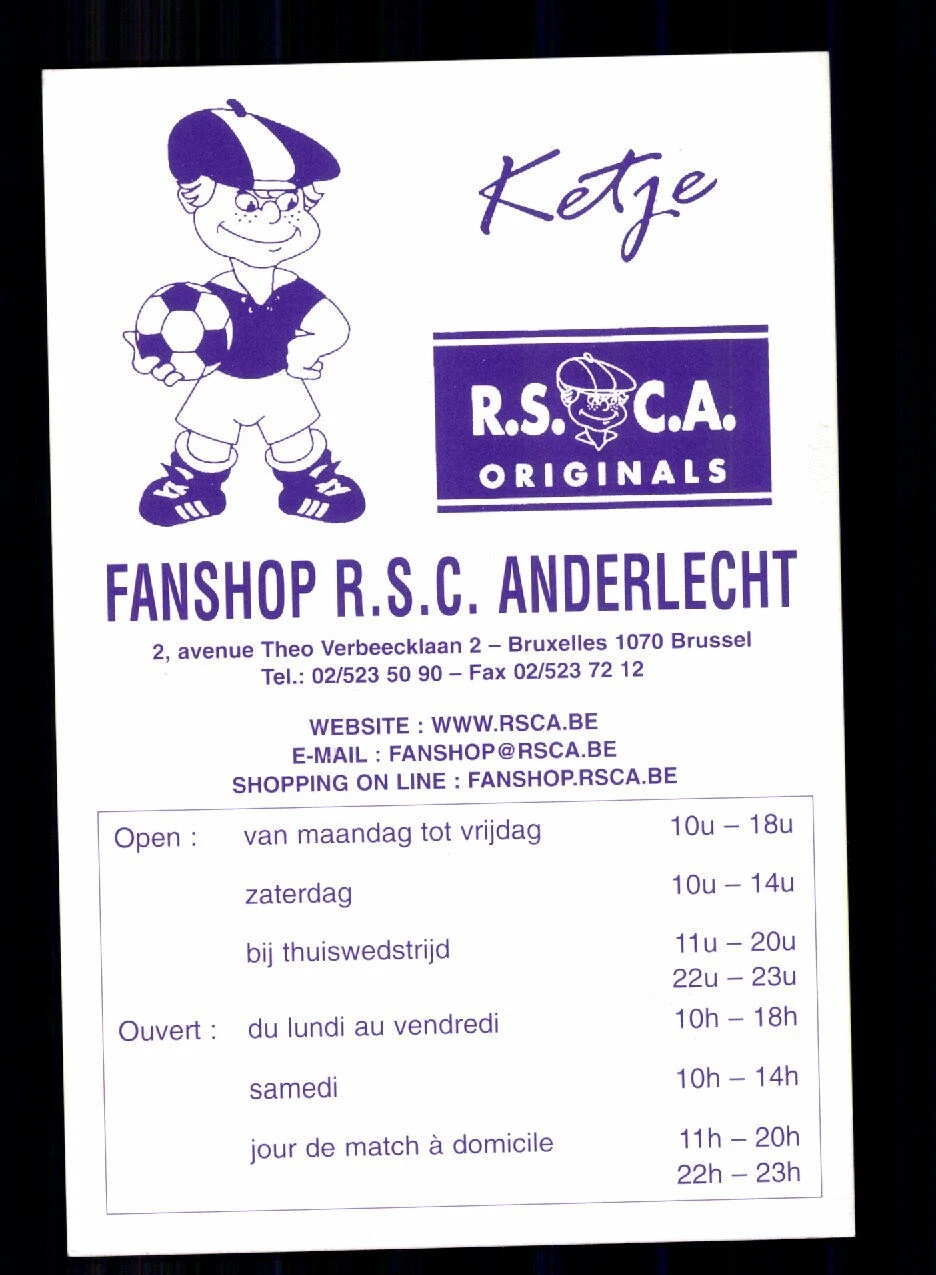 Ketje
R.S. C.A.
ORIGINALS
FANSHOP R.S.C. ANDERLECHT
2, avenue Theo Verbeecklaan 2 – Bruxelles 1070 Brussel
Tel.: 02/523 50 90 – Fax 02/523 72 12
WEBSITE : WWW.RSCA.BE
E-MAIL : FANSHOP@RSCA.BE
SHOPPING ON LINE : FANSHOP.RSCA.BE
Open : van maandag tot vrijdag 10u – 18u
zaterdag 10u – 14u
bij thuiswedstrijd 11u – 20u
22u – 23u
Ouvert : du lundi au vendredi 10h – 18h
samedi 10h – 14h
jour de match à domicile 11h – 20h
22h – 23h